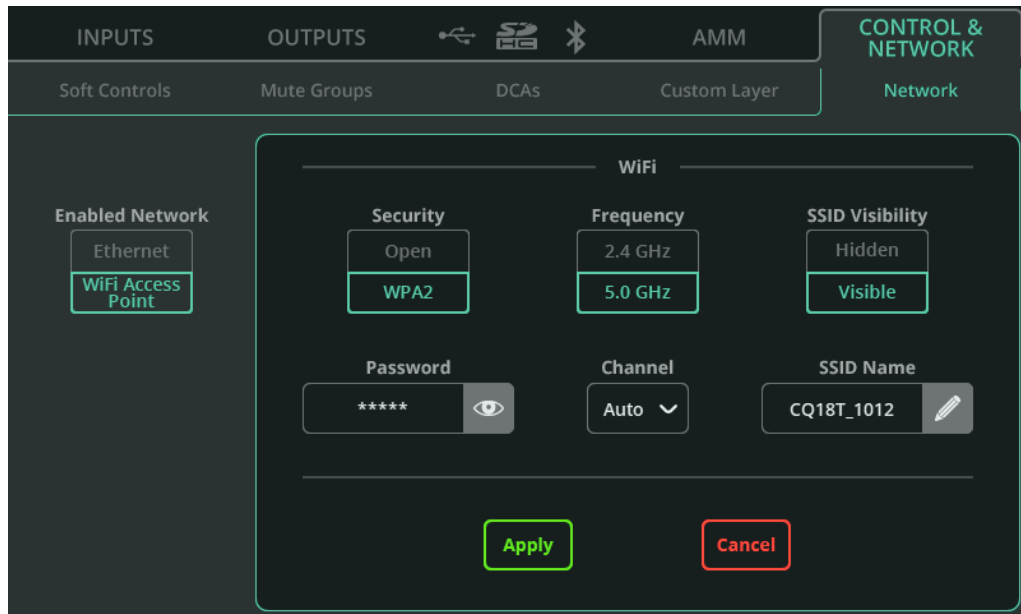 INPUTS OUTPUTS SD HC AMM CONTROL &
NETWORK
Soft Controls Mute Groups DCAs Custom Layer Network
WiFi
Enabled Network Security Frequency SSID Visibility
Ethernet Open 2.4 GHz Hidden
WiFi Access
Point WPA2 5.0 GHz Visible
Password Channel SSID Name
***** Auto CQ18T_1012
Apply Cancel